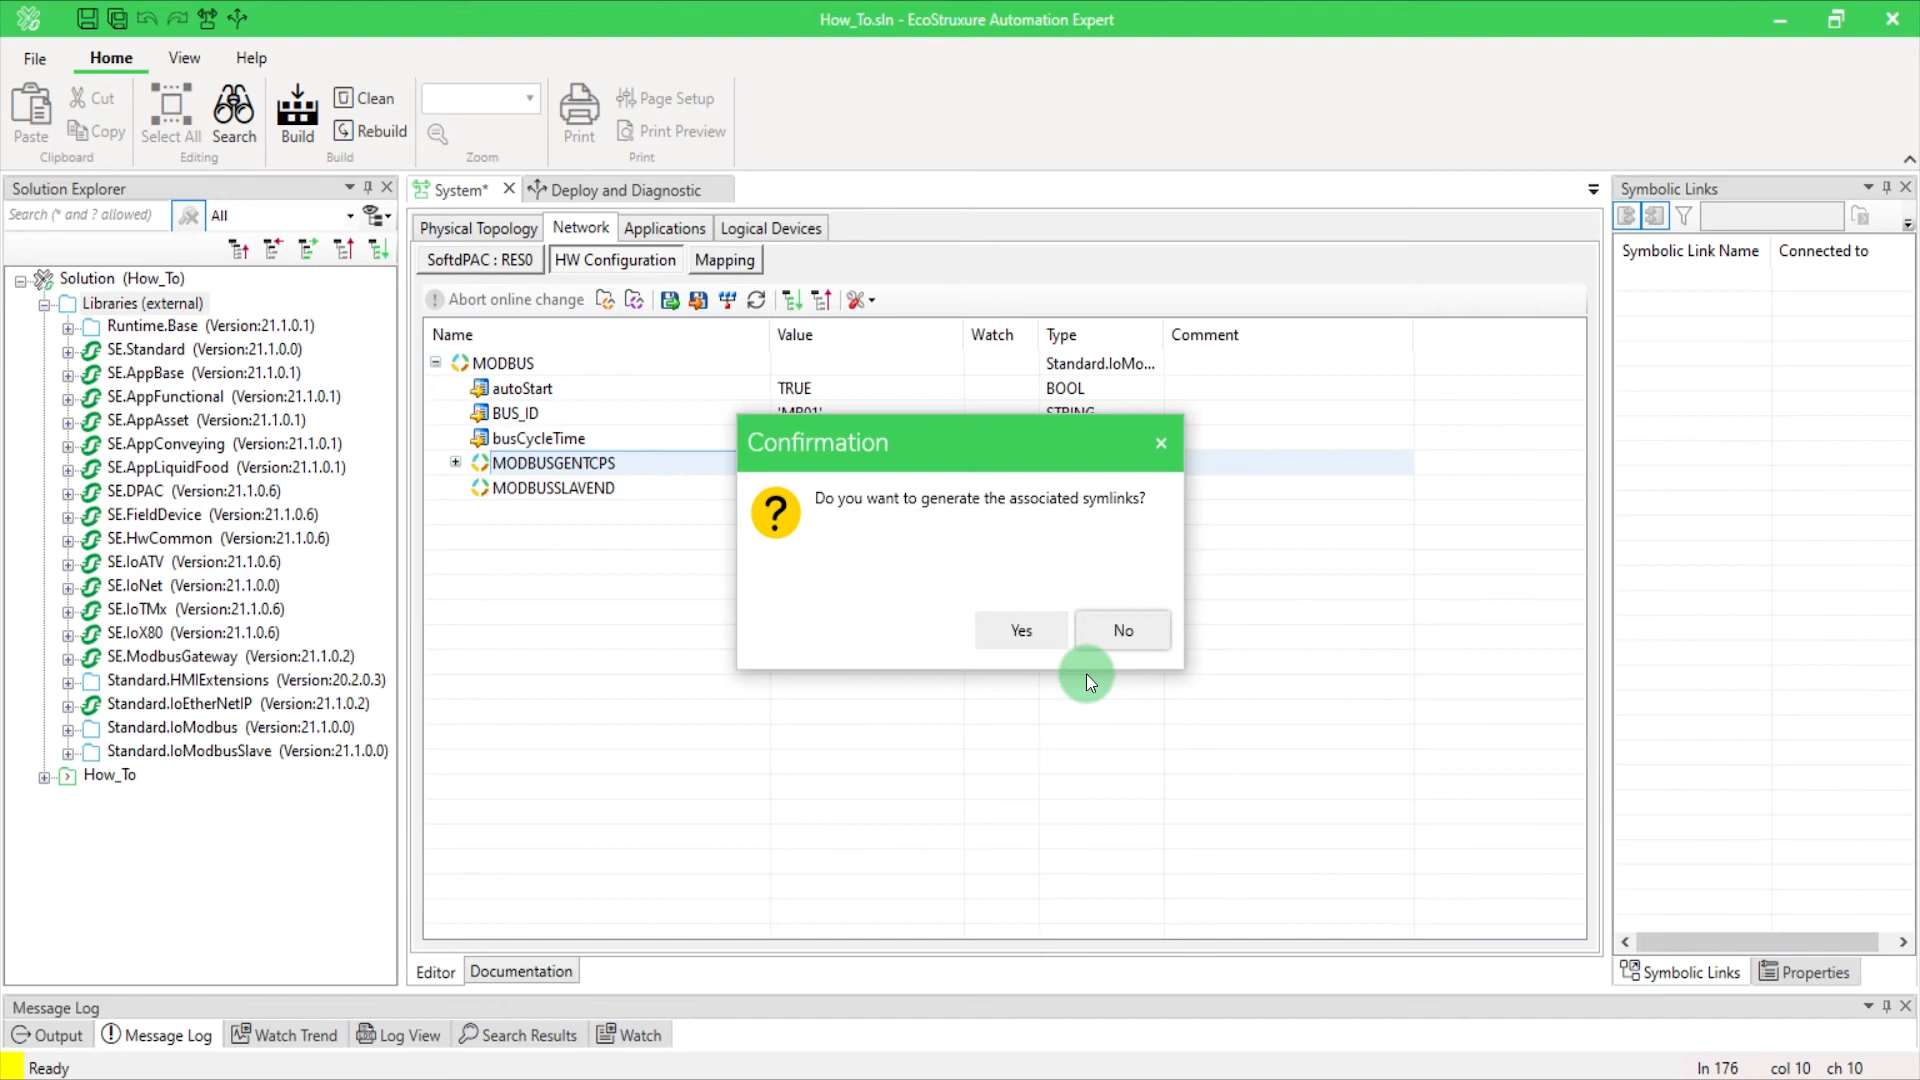 How_To.sln - EcoStruxure Automation Expert
File Home View Help
Paste Cut Copy Clipboard
Select All Search Editing
Build Clean Rebuild Build
Zoom
Print Page Setup Print Preview Print
Solution Explorer
Search (* and ? allowed) All
Solution (How_To)
Libraries (external)
Runtime.Base (Version:21.1.0.1)
SE.Standard (Version:21.1.0.0)
SE.AppBase (Version:21.1.0.1)
SE.AppFunctional (Version:21.1.0.1)
SE.AppAsset (Version:21.1.0.1)
SE.AppConveying (Version:21.1.0.1)
SE.AppLiquidFood (Version:21.1.0.1)
SE.DPAC (Version:21.1.0.6)
SE.FieldDevice (Version:21.1.0.6)
SE.HwCommon (Version:21.1.0.6)
SE.IoATV (Version:21.1.0.6)
SE.IoNet (Version:21.1.0.0)
SE.IoTMx (Version:21.1.0.6)
SE.IoX80 (Version:21.1.0.6)
SE.ModbusGateway (Version:21.1.0.2)
Standard.HMIExtensions (Version:20.2.0.3)
Standard.IoEtherNetIP (Version:21.1.0.2)
Standard.IoModbus (Version:21.1.0.0)
Standard.IoModbusSlave (Version:21.1.0.0)
How_To
System* Deploy and Diagnostic
Physical Topology Network Applications Logical Devices
SoftdPAC : RES0 HW Configuration Mapping
Abort online change
Name Value Watch Type Comment
MODBUS Standard.IoMo...
autoStart TRUE BOOL
BUS_ID 'MB01' STRING
busCycleTime
MODBUSGENTCPS
MODBUSSLAVEND
Confirmation
Do you want to generate the associated symlinks?
Yes No
Editor Documentation
Symbolic Links
Symbolic Link Name Connected to
Symbolic Links Properties
Message Log
Output Message Log Watch Trend Log View Search Results Watch
Ready ln 176 col 10 ch 10